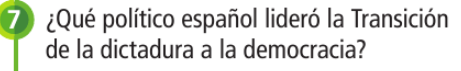 7 ¿Qué político español lideró la Transición
de la dictadura a la democracia?